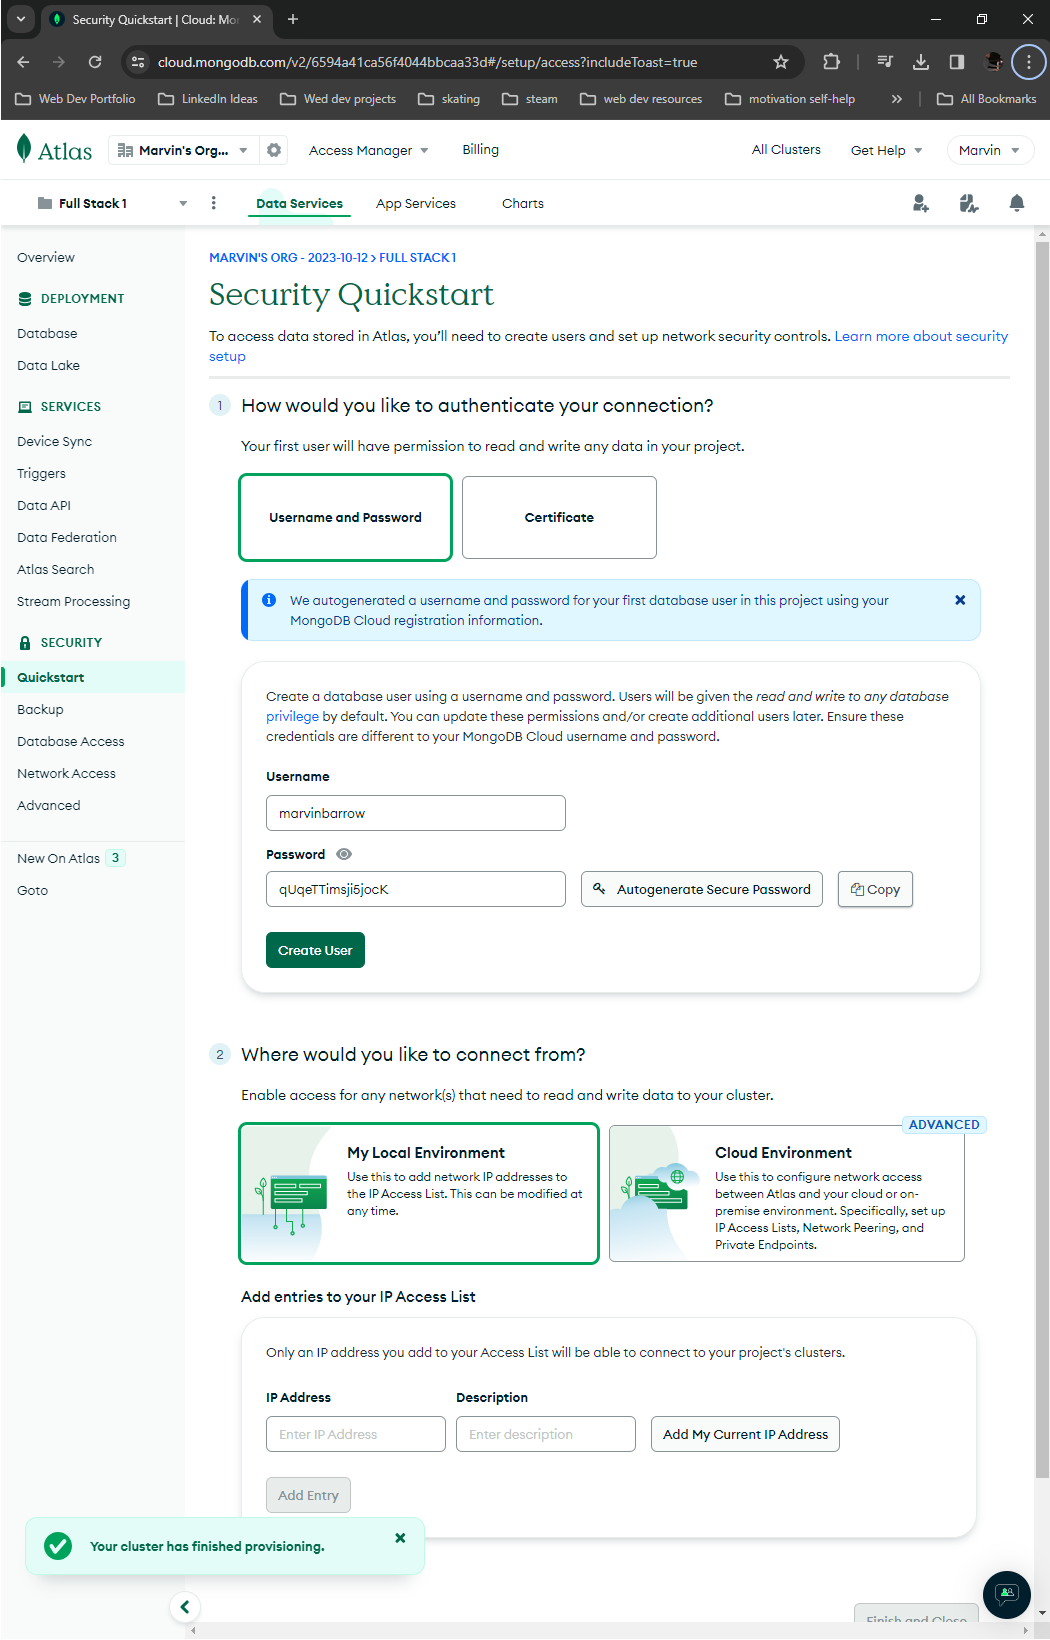 Security Quickstart | Cloud: Mon
cloud.mongodb.com/v2/6594a41ca56f4044bbcaa33d#/setup/access?includeToast=true
Web Dev Portfolio
LinkedIn Ideas
Wed dev projects
skating
steam
web dev resources
motivation self-help
»
All Bookmarks
Atlas
Marvin's Org...
Access Manager
Billing
All Clusters
Get Help
Marvin
Full Stack 1
Data Services
App Services
Charts
Overview
DEPLOYMENT
Database
Data Lake
SERVICES
Device Sync
Triggers
Data API
Data Federation
Atlas Search
Stream Processing
SECURITY
Quickstart
Backup
Database Access
Network Access
Advanced
New On Atlas 3
Goto
MARVIN'S ORG - 2023-10-12 > FULL STACK 1
Security Quickstart
To access data stored in Atlas, you'll need to create users and set up network security controls. Learn more about security
setup
1 How would you like to authenticate your connection?
Your first user will have permission to read and write any data in your project.
Username and Password
Certificate
We autogenerated a username and password for your first database user in this project using your
MongoDB Cloud registration information.
Create a database user using a username and password. Users will be given the read and write to any database
privilege by default. You can update these permissions and/or create additional users later. Ensure these
credentials are different to your MongoDB Cloud username and password.
Username
marvinbarrow
Password
qUqeTTimsji5jocK
Autogenerate Secure Password
Copy
Create User
2 Where would you like to connect from?
Enable access for any network(s) that need to read and write data to your cluster.
My Local Environment
Use this to add network IP addresses to
the IP Access List. This can be modified at
any time.
ADVANCED
Cloud Environment
Use this to configure network access
between Atlas and your cloud or on-
premise environment. Specifically, set up
IP Access Lists, Network Peering, and
Private Endpoints.
Add entries to your IP Access List
Only an IP address you add to your Access List will be able to connect to your project's clusters.
IP Address
Description
Enter IP Address
Enter description
Add My Current IP Address
Add Entry
Your cluster has finished provisioning.
Finish and Close